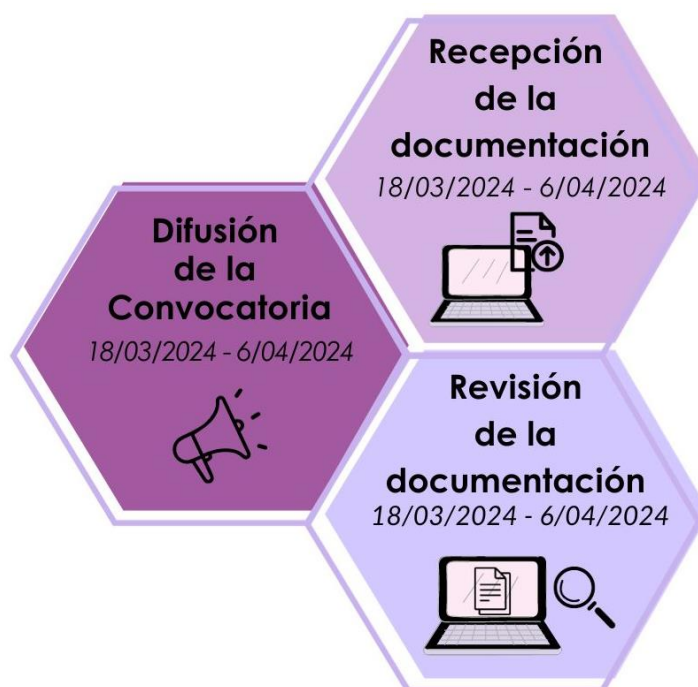 Difusión
de la
Convocatoria
18/03/2024 - 6/04/2024
Recepción
de la
documentación
18/03/2024 - 6/04/2024
Revisión
de la
documentación
18/03/2024 - 6/04/2024